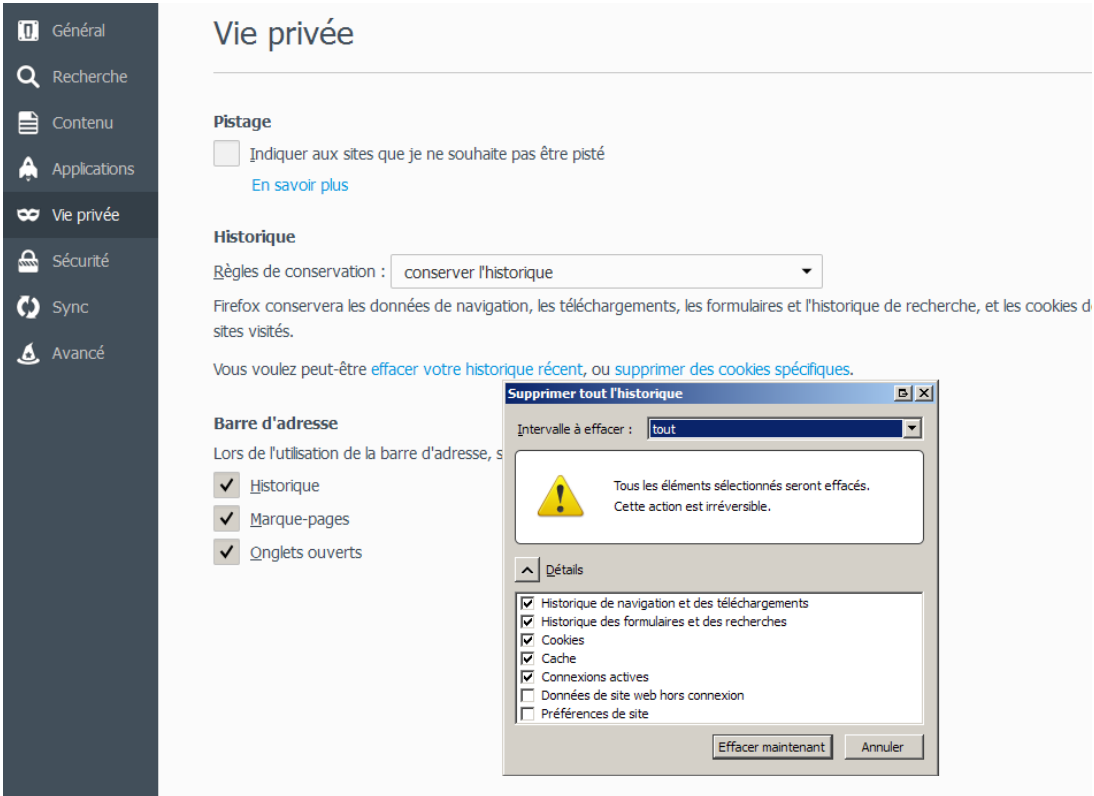 Général
Recherche
Contenu
Applications
Vie privée
Sécurité
Sync
Avancé
Vie privée
Pistage
Indiquer aux sites que je ne souhaite pas être pisté
En savoir plus
Historique
Règles de conservation : conserver l'historique
Firefox conservera les données de navigation, les téléchargements, les formulaires et l'historique de recherche, et les cookies
sites visités.
Vous voulez peut-être effacer votre historique récent, ou supprimer des cookies spécifiques.
Barre d'adresse
Lors de l'utilisation de la barre d'adresse, s
Historique
Marque-pages
Onglets ouverts
Supprimer tout l'historique
Intervalle à effacer : tout
Tous les éléments sélectionnés seront effacés.
Cette action est irréversible.
Détails
Historique de navigation et des téléchargements
Historique des formulaires et des recherches
Cookies
Cache
Connexions actives
Données de site web hors connexion
Préférences de site
Effacer maintenant Annuler